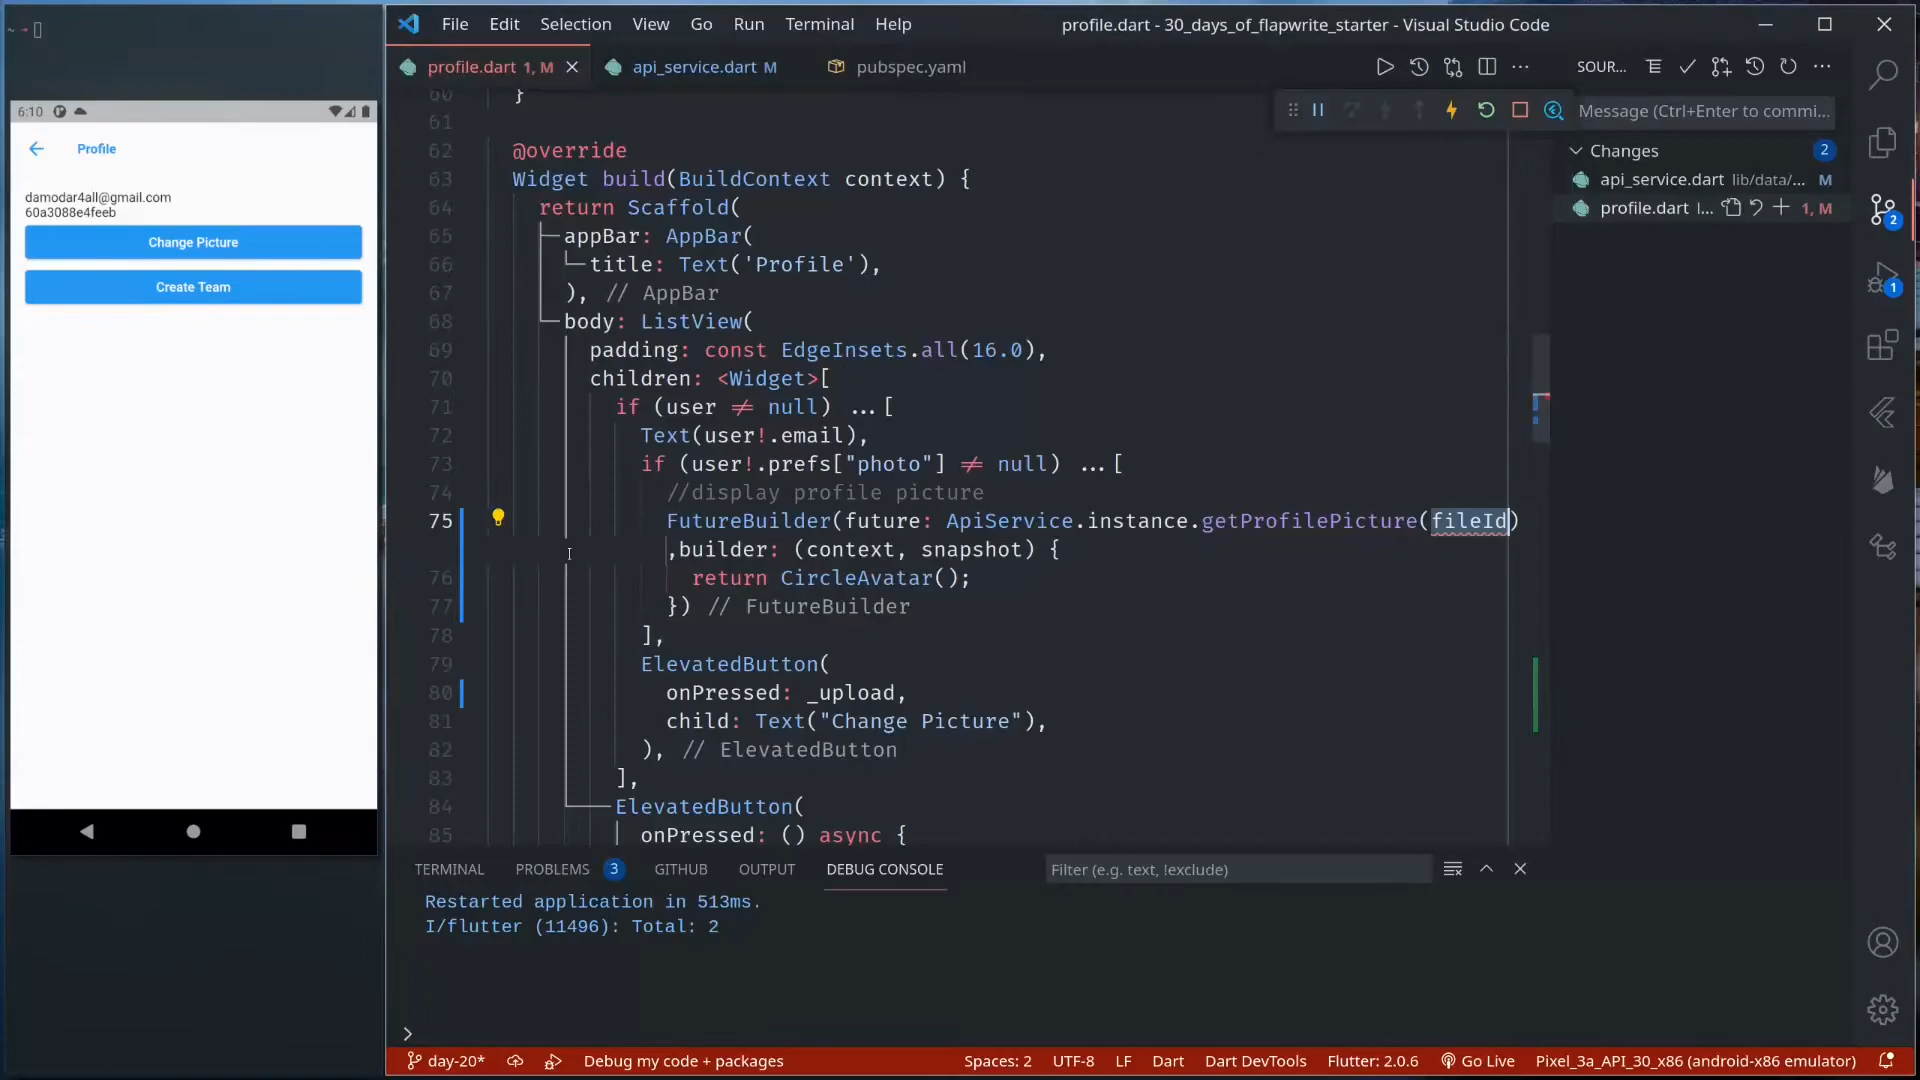 ~ →
6:10
Profile
damodar4all@gmail.com
60a3088e4feeb
Change Picture
Create Team
File Edit Selection View Go Run Terminal Help
profile.dart - 30_days_of_flapwrite_starter - Visual Studio Code
profile.dart 1, M
api_service.dart M
pubspec.yaml
SOUR...
Message (Ctrl+Enter to commi...
Changes 2
api_service.dart lib/data/... M
profile.dart l... 1, M
2
1
60 }
61
62 @override
63 Widget build(BuildContext context) {
64 return Scaffold(
65 appBar: AppBar(
66 title: Text('Profile'),
67 ), // AppBar
68 body: ListView(
69 padding: const EdgeInsets.all(16.0),
70 children: <Widget>[
71 if (user ≠ null) ...[
72 Text(user!.email),
73 if (user!.prefs["photo"] ≠ null) ...[
74 //display profile picture
75 FutureBuilder(future: ApiService.instance.getProfilePicture(fileId)
,builder: (context, snapshot) {
76 return CircleAvatar();
77 }) // FutureBuilder
78 ],
79 ElevatedButton(
80 onPressed: _upload,
81 child: Text("Change Picture"),
82 ), // ElevatedButton
83 ],
84 ElevatedButton(
85 onPressed: () async {
TERMINAL PROBLEMS 3 GITHUB OUTPUT DEBUG CONSOLE
Filter (e.g. text, !exclude)
Restarted application in 513ms.
I/flutter (11496): Total: 2
>
day-20* Debug my code + packages Spaces: 2 UTF-8 LF Dart Dart DevTools Flutter: 2.0.6 Go Live Pixel_3a_API_30_x86 (android-x86 emulator)